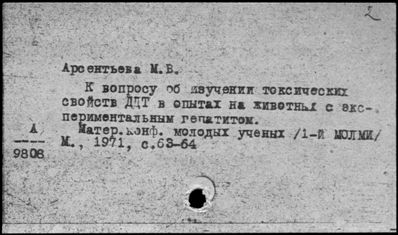 2
Арсентьева М.В.
К вопросу об изучении токсических
свойств ДДТ в опытах на животных с экс-
периментальным гепатитом.
А Матер.конф. молодых ученых /1-й МОЛМИ/
9808 М., 1971, с.63-64